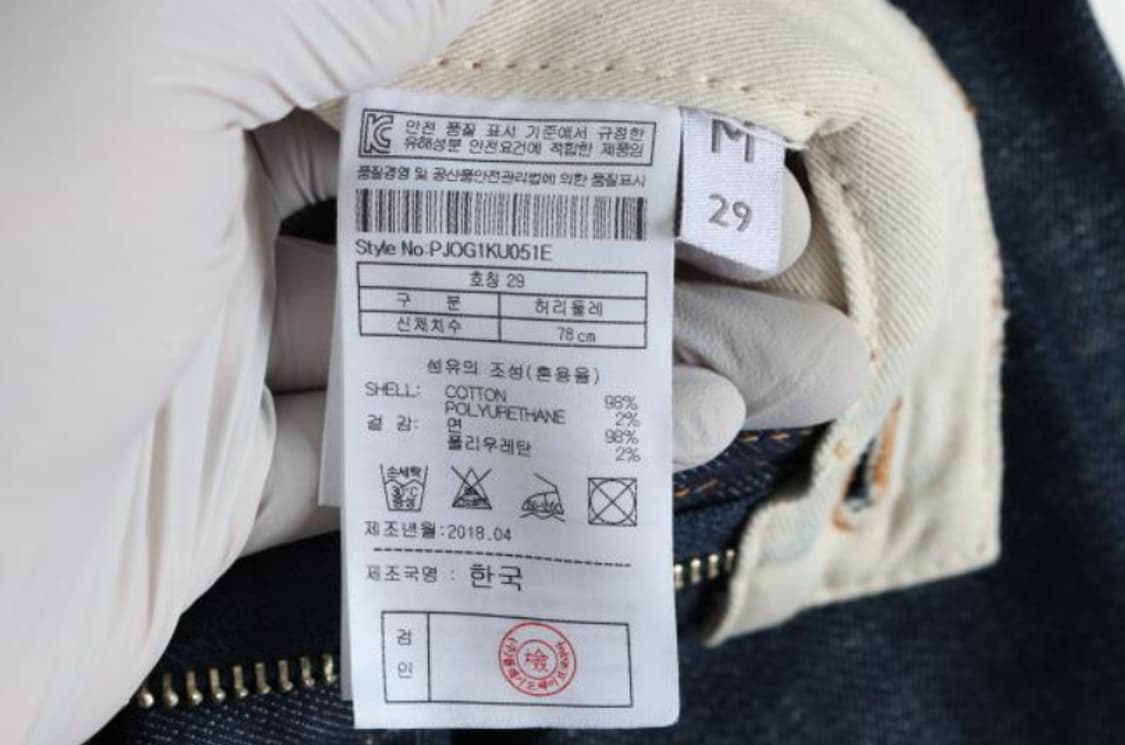 KC 안전 품질 표시 기준에서 규정한
유해성분 안전요건에 적합한 제품임
품질경영 및 공산품안전관리법에 의한 품질표시
Style No:PJOG1KU051E
호칭 29
구 분 허리둘레
신체치수 78cm
섬유의 조성(혼용율)
SHELL: COTTON 98%
POLYURETHANE 2%
겉 감: 면 98%
폴리우레탄 2%
손세탁
30℃
중성
제조년월:2018.04
제조국명 : 한국
검
인
檢
M
29